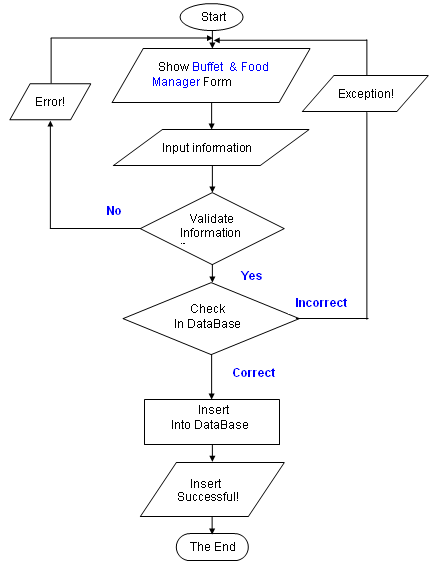 Start
Show Buffet & Food
Manager Form
Error!
Exception!
Input information
No
Validate
Information
Yes
Check
In DataBase
Incorrect
Correct
Insert
Into DataBase
Insert
Successful!
The End